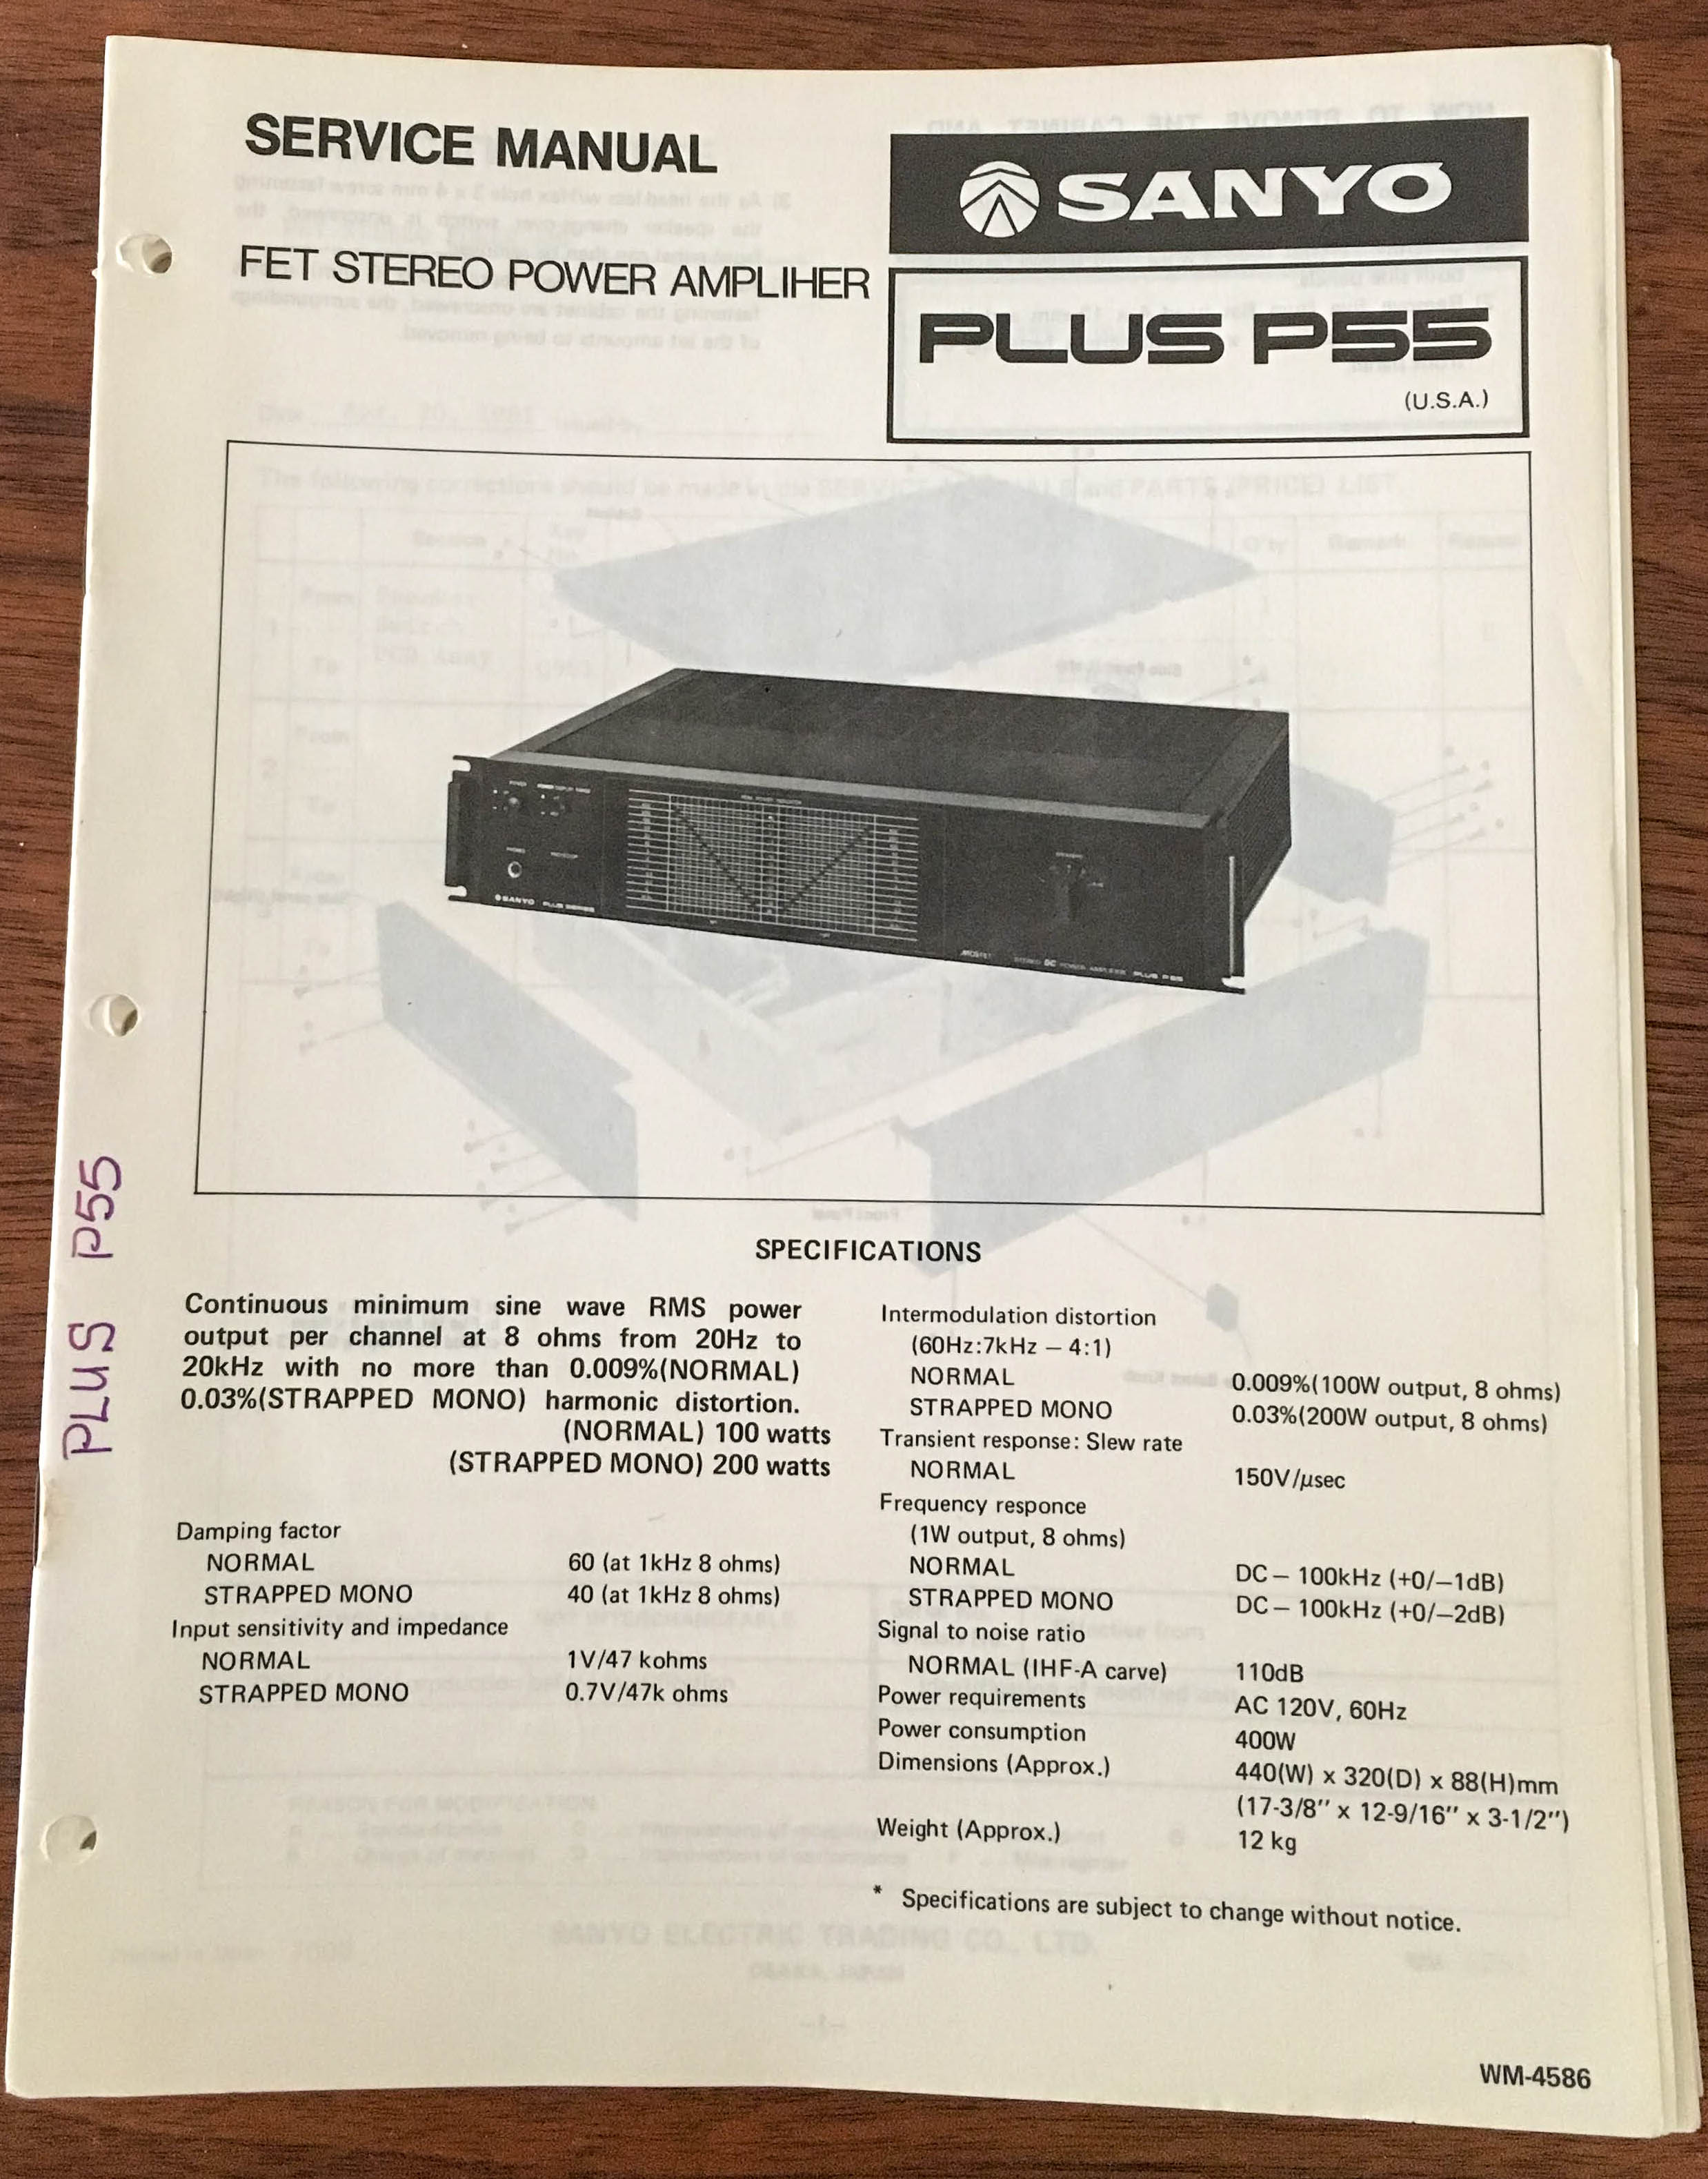 SERVICE MANUAL
SANYO
FET STEREO POWER AMPLIHER
PLUS P55
(U.S.A.)
SANYO PLUS SERIES
MOSFET STEREO DC POWER AMPLIFIER PLUS P55
PLUS P55
SPECIFICATIONS
Continuous minimum sine wave RMS power
output per channel at 8 ohms from 20Hz to
20kHz with no more than 0.009%(NORMAL)
0.03%(STRAPPED MONO) harmonic distortion.
(NORMAL) 100 watts
(STRAPPED MONO) 200 watts
Damping factor
NORMAL 60 (at 1kHz 8 ohms)
STRAPPED MONO 40 (at 1kHz 8 ohms)
Input sensitivity and impedance
NORMAL 1V/47 kohms
STRAPPED MONO 0.7V/47k ohms
Intermodulation distortion
(60Hz:7kHz – 4:1)
NORMAL 0.009%(100W output, 8 ohms)
STRAPPED MONO 0.03%(200W output, 8 ohms)
Transient response: Slew rate
NORMAL 150V/μsec
Frequency responce
(1W output, 8 ohms)
NORMAL DC – 100kHz (+0/–1dB)
STRAPPED MONO DC – 100kHz (+0/–2dB)
Signal to noise ratio
NORMAL (IHF-A carve) 110dB
Power requirements AC 120V, 60Hz
Power consumption 400W
Dimensions (Approx.) 440(W) x 320(D) x 88(H)mm
(17-3/8″ x 12-9/16″ x 3-1/2″)
Weight (Approx.) 12 kg
* Specifications are subject to change without notice.
WM-4586